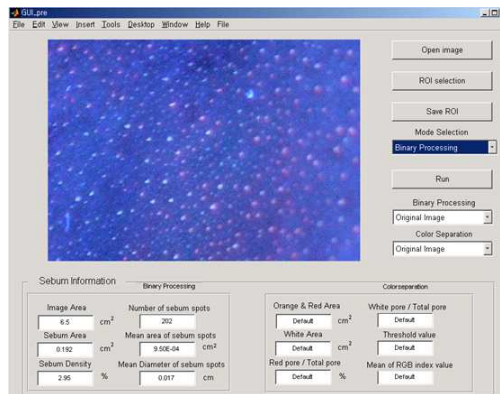 GUI_pre
File Edit View Insert Tools Desktop Window Help File
Open image
ROI selection
Save ROI
Mode Selection
Binary Processing
Run
Binary Processing
Original Image
Color Separation
Original Image
Sebum Information
Binary Processing
Image Area
6.5 cm²
Number of sebum spots
202
Sebum Area
0.192 cm²
Mean area of sebum spots
9.50E-04 cm²
Sebum Density
2.95 %
Mean Diameter of sebum spots
0.017 cm
Colorseparation
Orange & Red Area
Default cm²
White pore / Total pore
Default
White Area
Default cm²
Threshold value
Default
Red pore / Total pore
Default %
Mean of RGB index value
Default